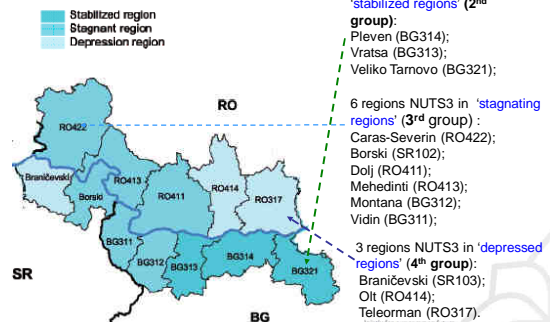 Stabilized region
Stagnant region
Depression region
RO
RO422
Braničevski
Borski
RO413
RO411
RO414
RO317
BG311
BG312
BG313
BG314
BG321
SR
BG
'stabilized regions' (2nd
group):
Pleven (BG314);
Vratsa (BG313);
Veliko Tarnovo (BG321);
6 regions NUTS3 in 'stagnating
regions' (3rd group) :
Caras-Severin (RO422);
Borski (SR102);
Dolj (RO411);
Mehedinti (RO413);
Montana (BG312);
Vidin (BG311);
3 regions NUTS3 in 'depressed
regions' (4th group):
Braničevski (SR103);
Olt (RO414);
Teleorman (RO317).